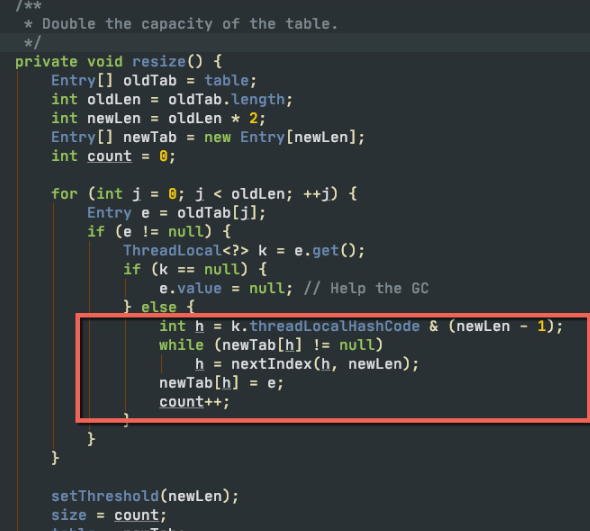 /**
 * Double the capacity of the table.
 */
private void resize() {
    Entry[] oldTab = table;
    int oldLen = oldTab.length;
    int newLen = oldLen * 2;
    Entry[] newTab = new Entry[newLen];
    int count = 0;

    for (int j = 0; j < oldLen; ++j) {
        Entry e = oldTab[j];
        if (e != null) {
            ThreadLocal<?> k = e.get();
            if (k == null) {
                e.value = null; // Help the GC
            } else {
                int h = k.threadLocalHashCode & (newLen - 1);
                while (newTab[h] != null)
                    h = nextIndex(h, newLen);
                newTab[h] = e;
                count++;
            }
        }
    }

    setThreshold(newLen);
    size = count;